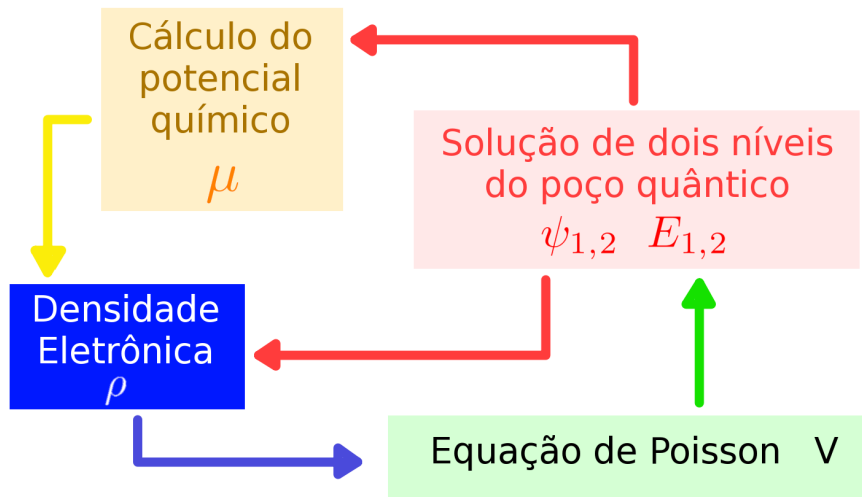 Cálculo do
potencial
químico
μ
Solução de dois níveis
do poço quântico
ψ₁,₂ E₁,₂
Densidade
Eletrônica
ρ
Equação de Poisson V